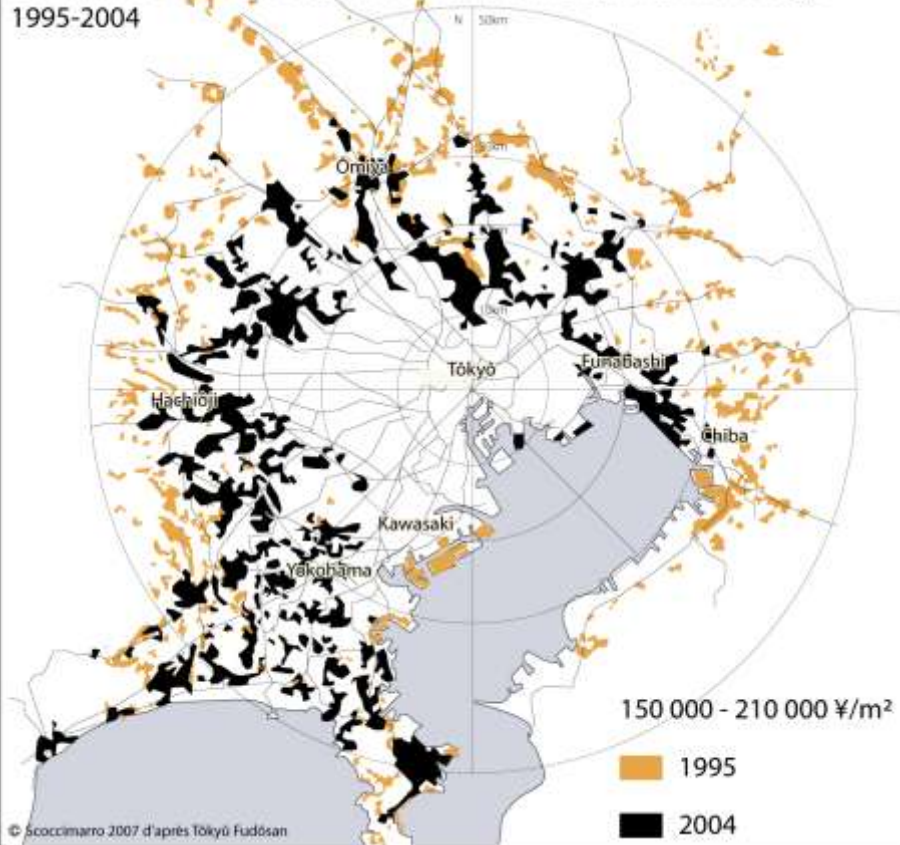 1995-2004
N 50km
Ōmiya
Tōkyō
Funabashi
Hachiōji
Chiba
Kawasaki
Yokohama
150 000 - 210 000 ¥/m²
1995
2004
© Scoccimarro 2007 d'après Tōkyū Fudōsan